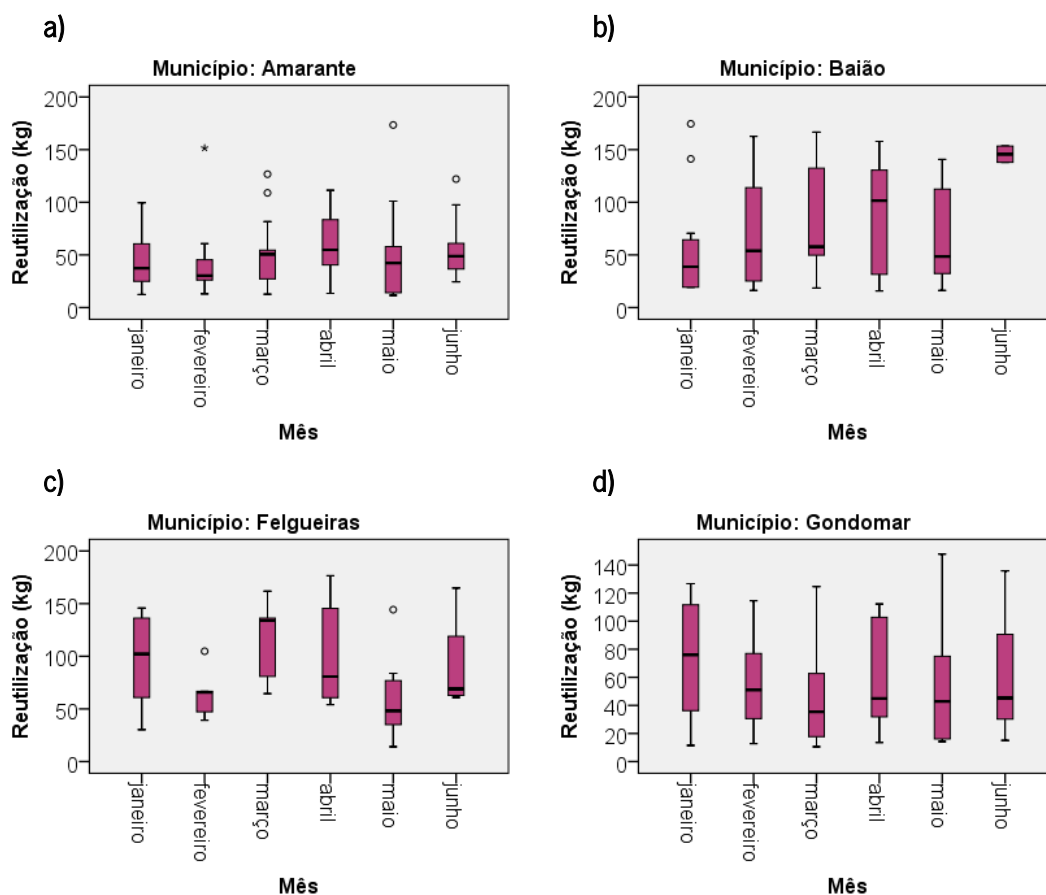 a)
Município: Amarante
Reutilização (kg)
200
150
100
50
0
janeiro
fevereiro
março
abril
maio
junho
Mês
b)
Município: Baião
Reutilização (kg)
200
150
100
50
0
janeiro
fevereiro
março
abril
maio
junho
Mês
c)
Município: Felgueiras
Reutilização (kg)
200
150
100
50
0
janeiro
fevereiro
março
abril
maio
junho
Mês
d)
Município: Gondomar
Reutilização (kg)
140
120
100
80
60
40
20
0
janeiro
fevereiro
março
abril
maio
junho
Mês